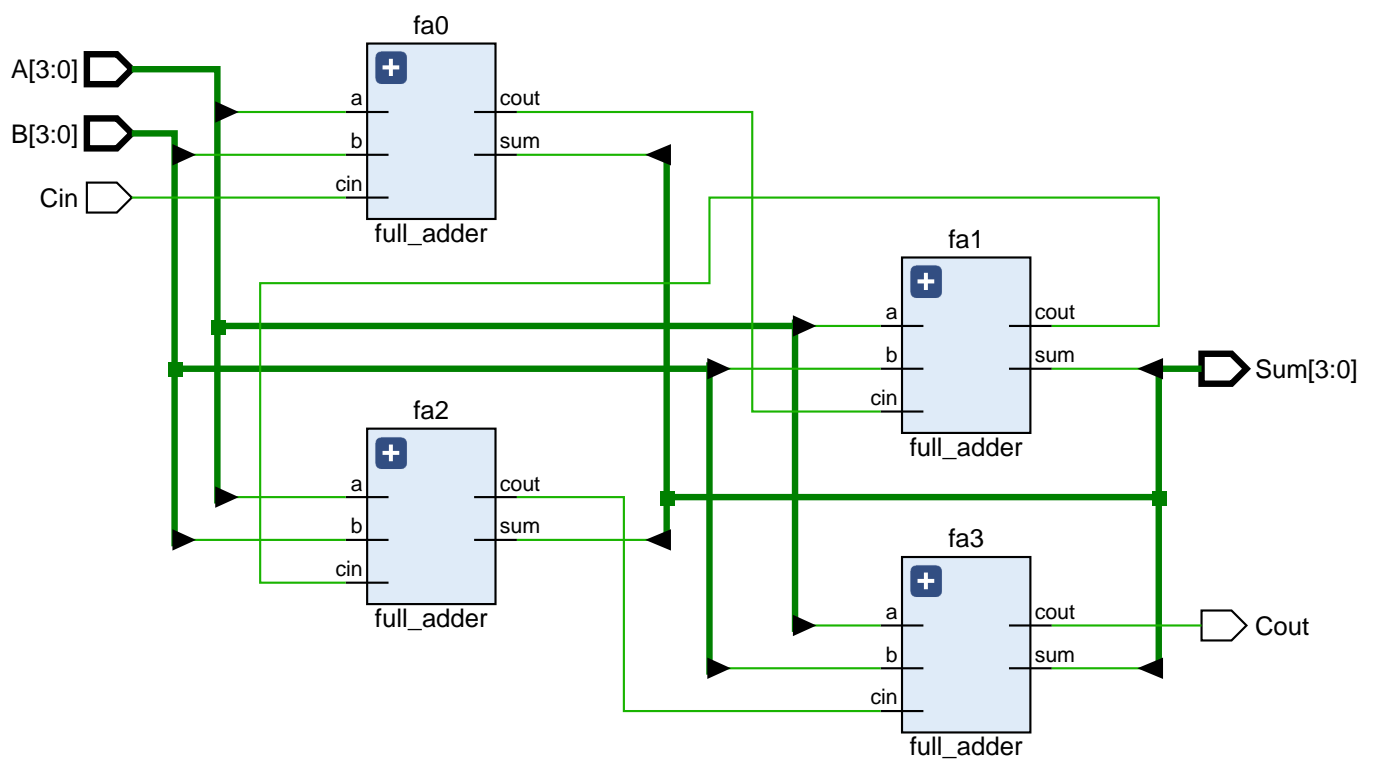 fa0
A[3:0]
a
cout
B[3:0]
b
sum
Cin
cin
full_adder
fa1
a
cout
b
sum
Sum[3:0]
cin
full_adder
fa2
a
cout
b
sum
cin
full_adder
fa3
a
cout
Cout
b
sum
cin
full_adder